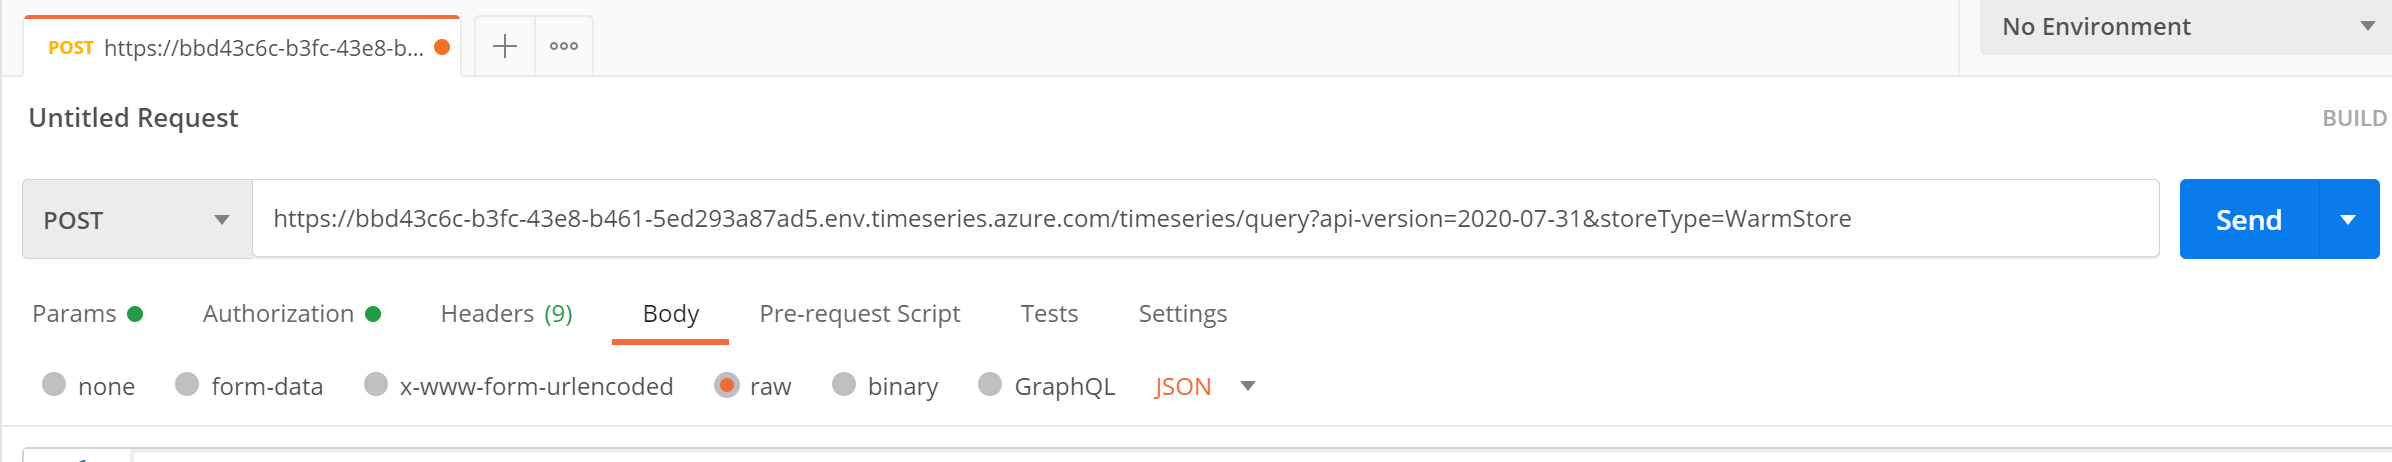 POST https://bbd43c6c-b3fc-43e8-b...
No Environment
Untitled Request
BUILD
POST
https://bbd43c6c-b3fc-43e8-b461-5ed293a87ad5.env.timeseries.azure.com/timeseries/query?api-version=2020-07-31&storeType=WarmStore
Send
Params Authorization Headers (9) Body Pre-request Script Tests Settings
none form-data x-www-form-urlencoded raw binary GraphQL JSON